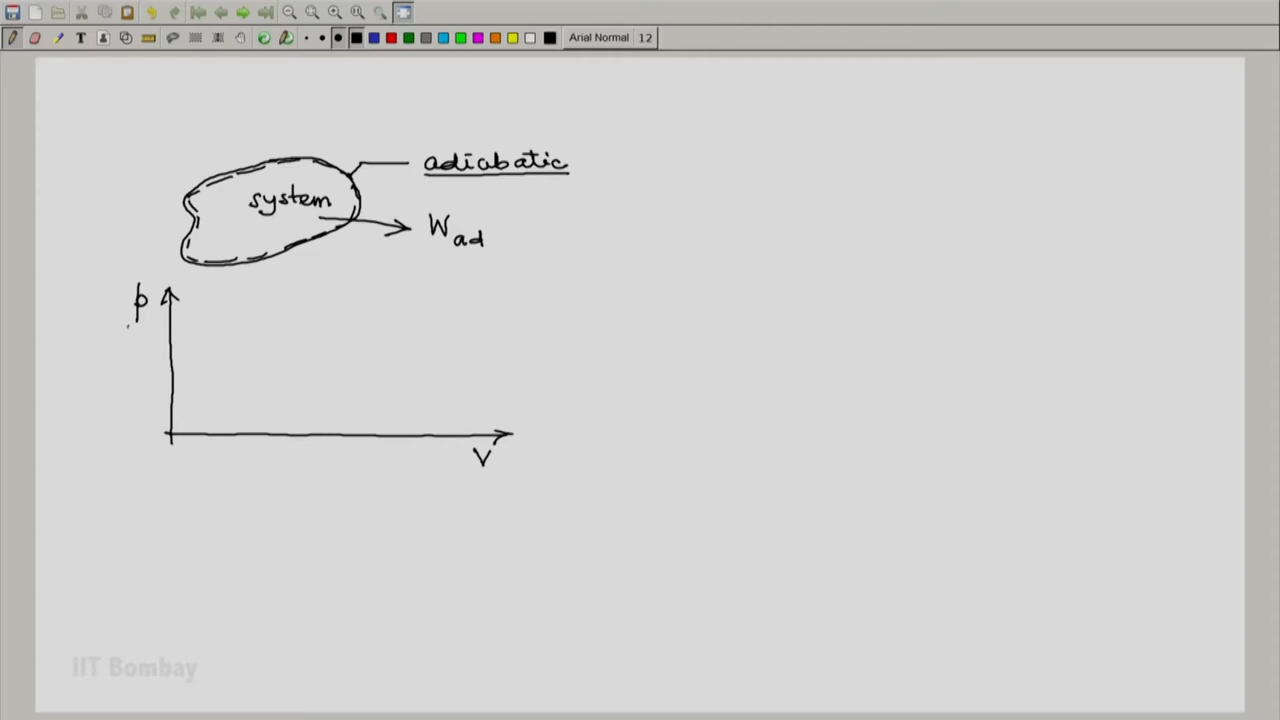 Arial Normal 12
adiabatic
system
W_ad
p
V
IIT Bombay